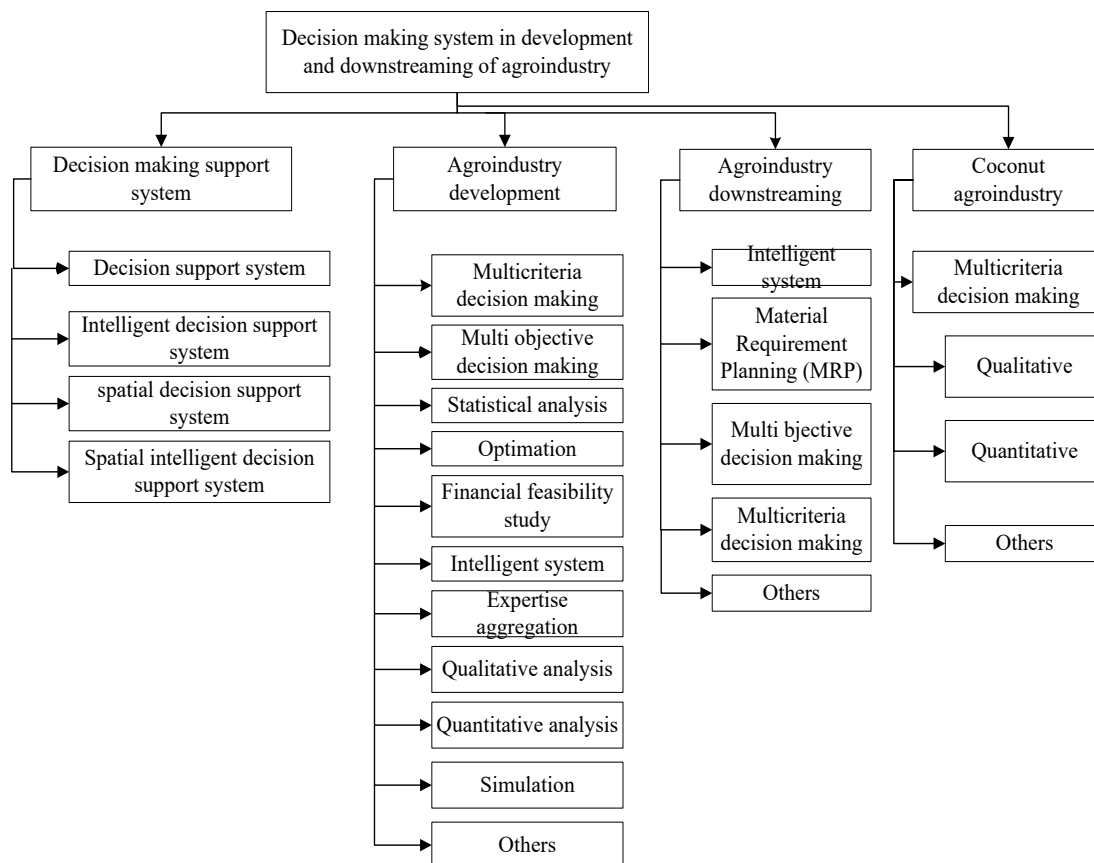 Decision making system in development
and downstreaming of agroindustry
Decision making support
system
Decision support system
Intelligent decision support
system
spatial decision support
system
Spatial intelligent decision
support system
Agroindustry
development
Multicriteria
decision making
Multi objective
decision making
Statistical analysis
Optimation
Financial feasibility
study
Intelligent system
Expertise
aggregation
Qualitative analysis
Quantitative analysis
Simulation
Others
Agroindustry
downstreaming
Intelligent
system
Material
Requirement
Planning (MRP)
Multi bjective
decision making
Multicriteria
decision making
Others
Coconut
agroindustry
Multicriteria
decision making
Qualitative
Quantitative
Others